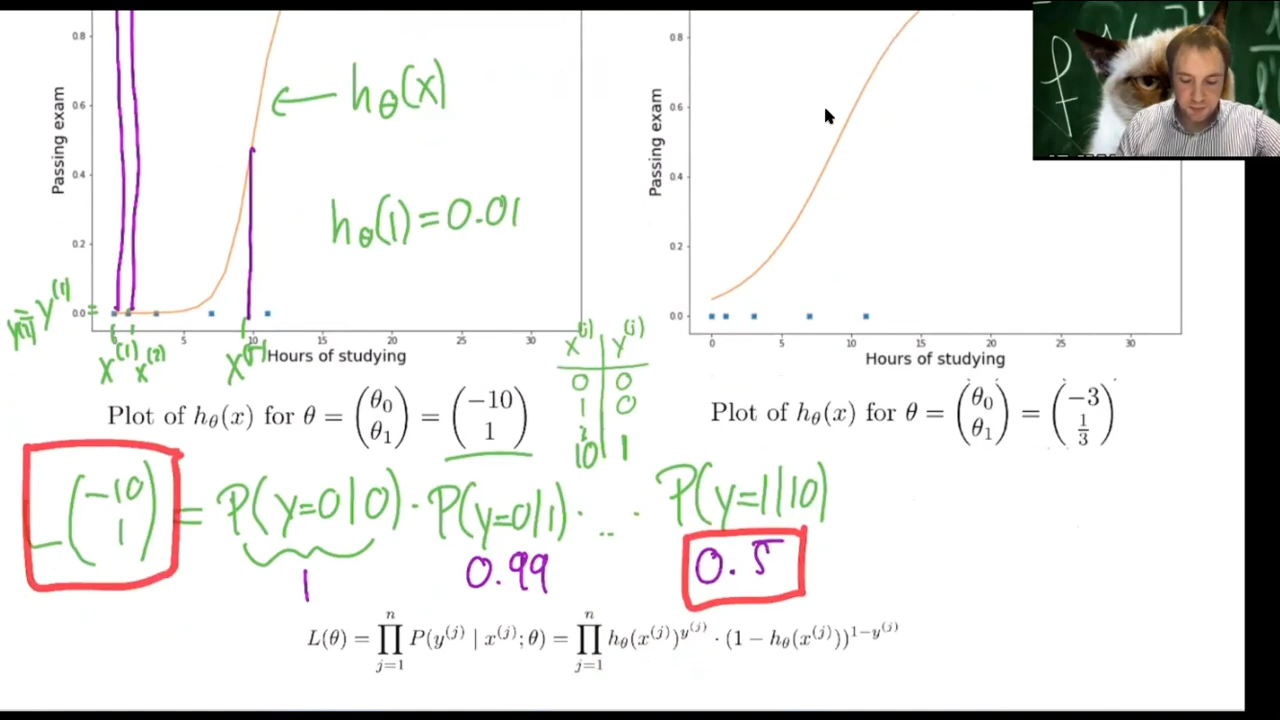 0.8
0.6
0.4
0.2
0.0
Passing exam
← hθ(x)
hθ(1) = 0.01
y(1) =
5 10 15 20 25 30
x(1) x(2)
Hours of studying
0.8
0.6
0.4
0.2
0.0
Passing exam
0 5 10 15 20 25 30
Hours of studying
x(j) y(j)
0 0
1 0
10 1
Plot of hθ(x) for θ = (θ0 θ1) = (−10 1)
Plot of hθ(x) for θ = (θ0 θ1) = (−3 1/3)
L(−10 1) = P(y=0|0) · P(y=0|1) · .. · P(y=1|10)
1 0.99 0.5
L(θ) = ∏ⁿj=1 P(y(j) | x(j); θ) = ∏ⁿj=1 hθ(x(j))^y(j) · (1 − hθ(x(j)))^1−y(j)